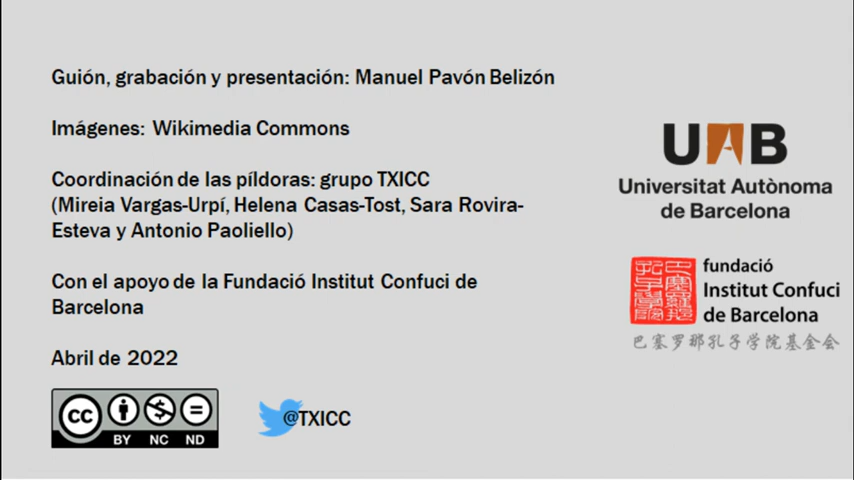 Guión, grabación y presentación: Manuel Pavón Belizón
Imágenes: Wikimedia Commons
Coordinación de las píldoras: grupo TXICC
(Mireia Vargas-Urpí, Helena Casas-Tost, Sara Rovira-
Esteva y Antonio Paoliello)
Con el apoyo de la Fundació Institut Confuci de
Barcelona
Abril de 2022
cc
BY NC ND
@TXICC
UAB
Universitat Autònoma
de Barcelona
fundació
Institut Confuci
de Barcelona
巴塞罗那孔子学院基金会